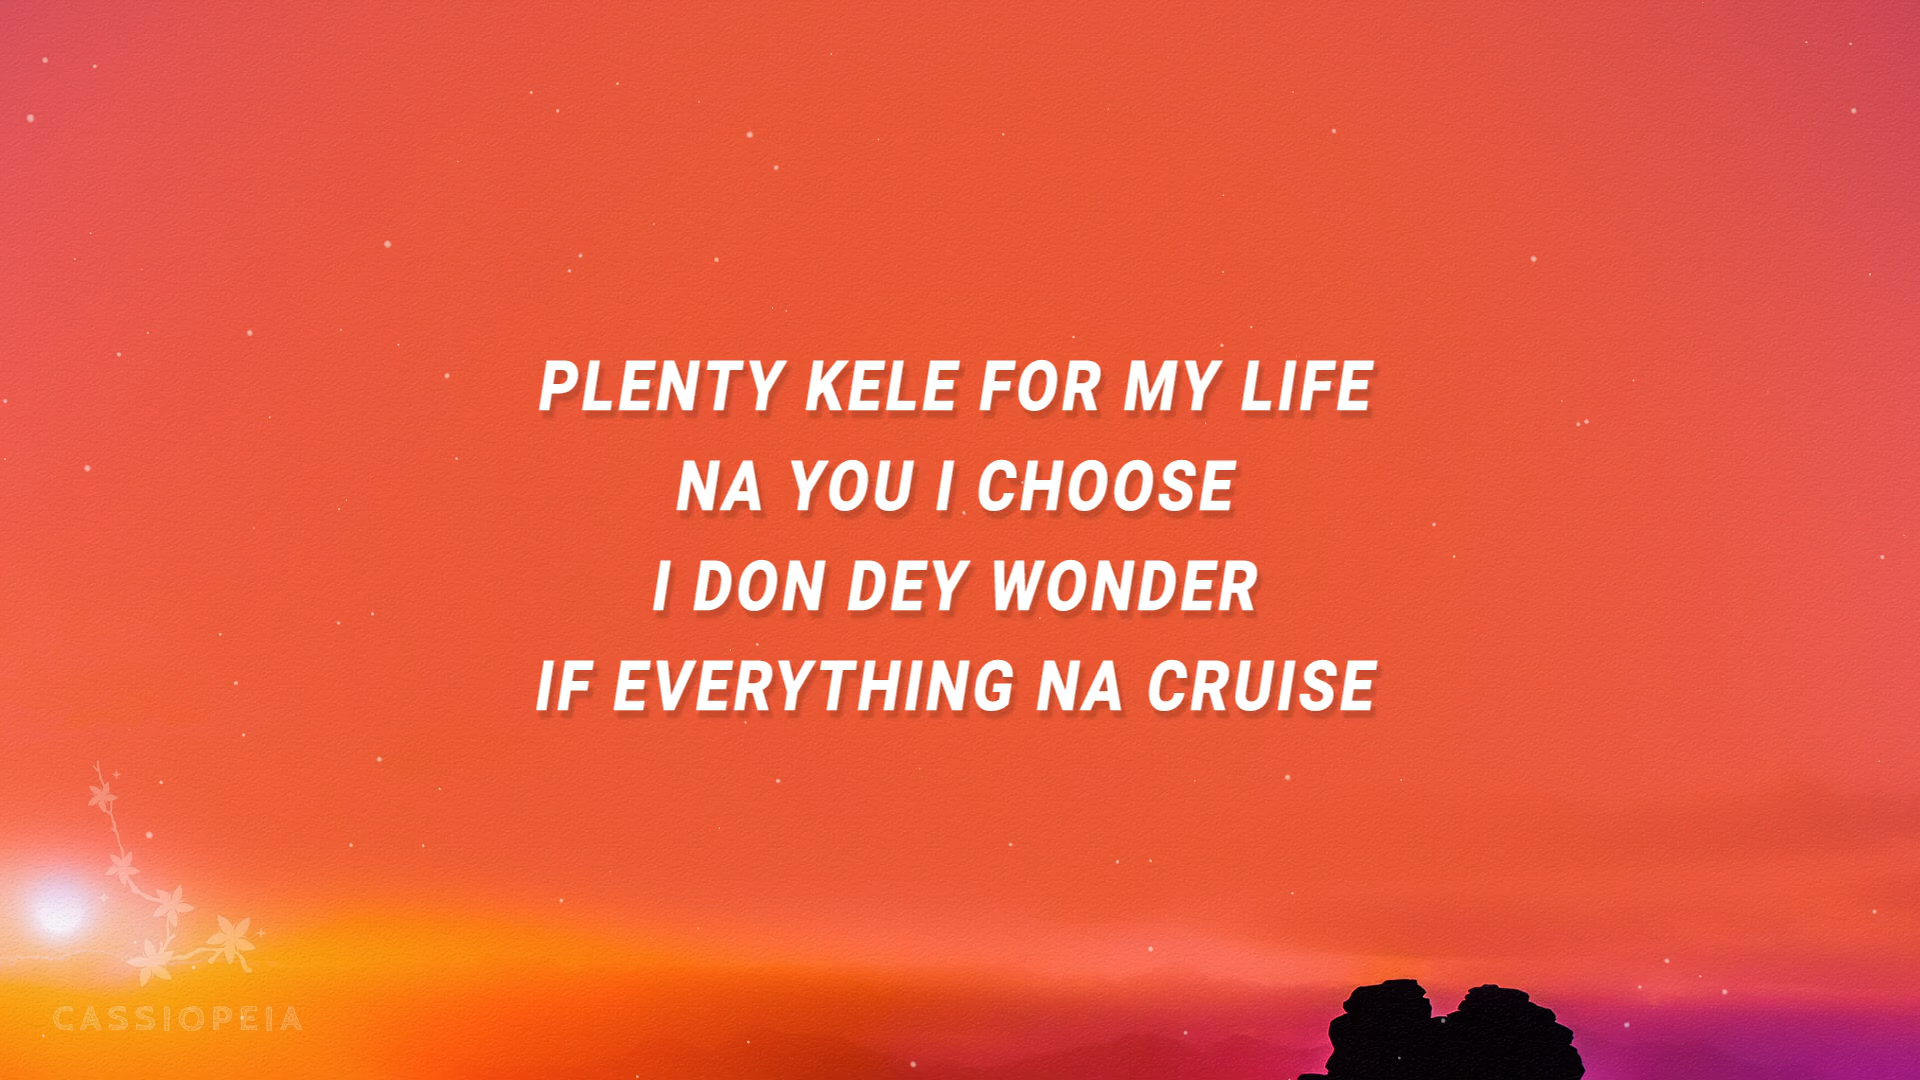 PLENTY KELE FOR MY LIFE
NA YOU I CHOOSE
I DON DEY WONDER
IF EVERYTHING NA CRUISE
CASSIOPEIA